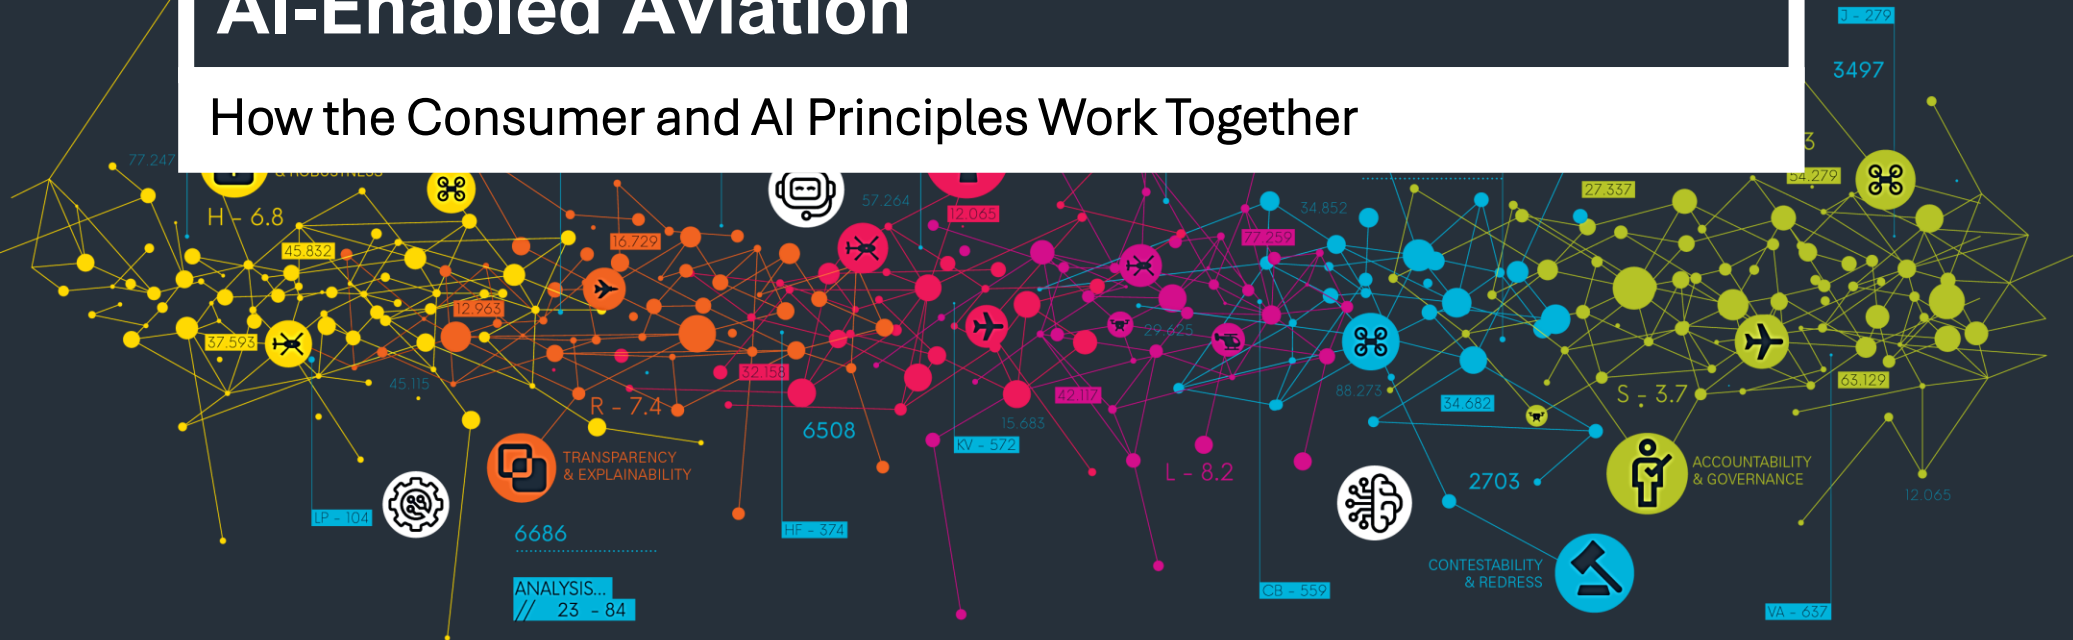 AI-Enabled Aviation
How the Consumer and AI Principles Work Together
J - 279
3497
77.247
& ROBUSTNESS
H - 6.8
45.832
37.593
12.963
45.115
16.729
R - 7.4
32.158
57.264
12.065
6508
15.683
KV - 572
42.117
29.625
77.259
34.852
88.273
34.682
27.337
54.279
3
S - 3.7
63.129
L - 8.2
2703
12.065
TRANSPARENCY
& EXPLAINABILITY
ACCOUNTABILITY
& GOVERNANCE
LP - 104
6686
HF - 374
ANALYSIS...
// 23 - 84
CB - 559
CONTESTABILITY
& REDRESS
VA - 637